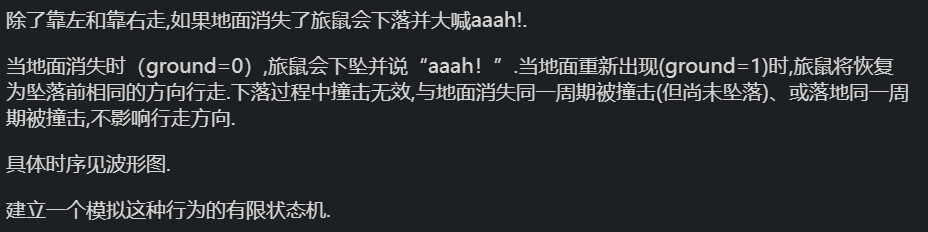 除了靠左和靠右走,如果地面消失了旅鼠会下落并大喊aaah!.
当地面消失时（ground=0）,旅鼠会下坠并说“aaah！”.当地面重新出现(ground=1)时,旅鼠将恢复
为坠落前相同的方向行走.下落过程中撞击无效,与地面消失同一周期被撞击(但尚未坠落)、或落地同一周
期被撞击,不影响行走方向.
具体时序见波形图.
建立一个模拟这种行为的有限状态机.